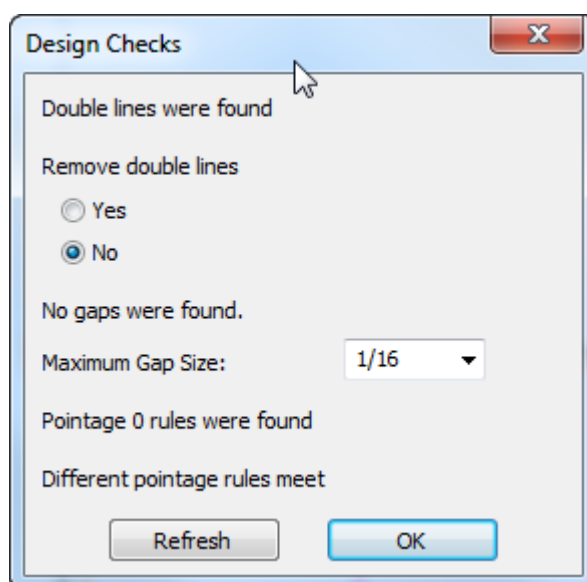 Design Checks
Double lines were found
Remove double lines
Yes
No
No gaps were found.
Maximum Gap Size: 1/16
Pointage 0 rules were found
Different pointage rules meet
Refresh OK